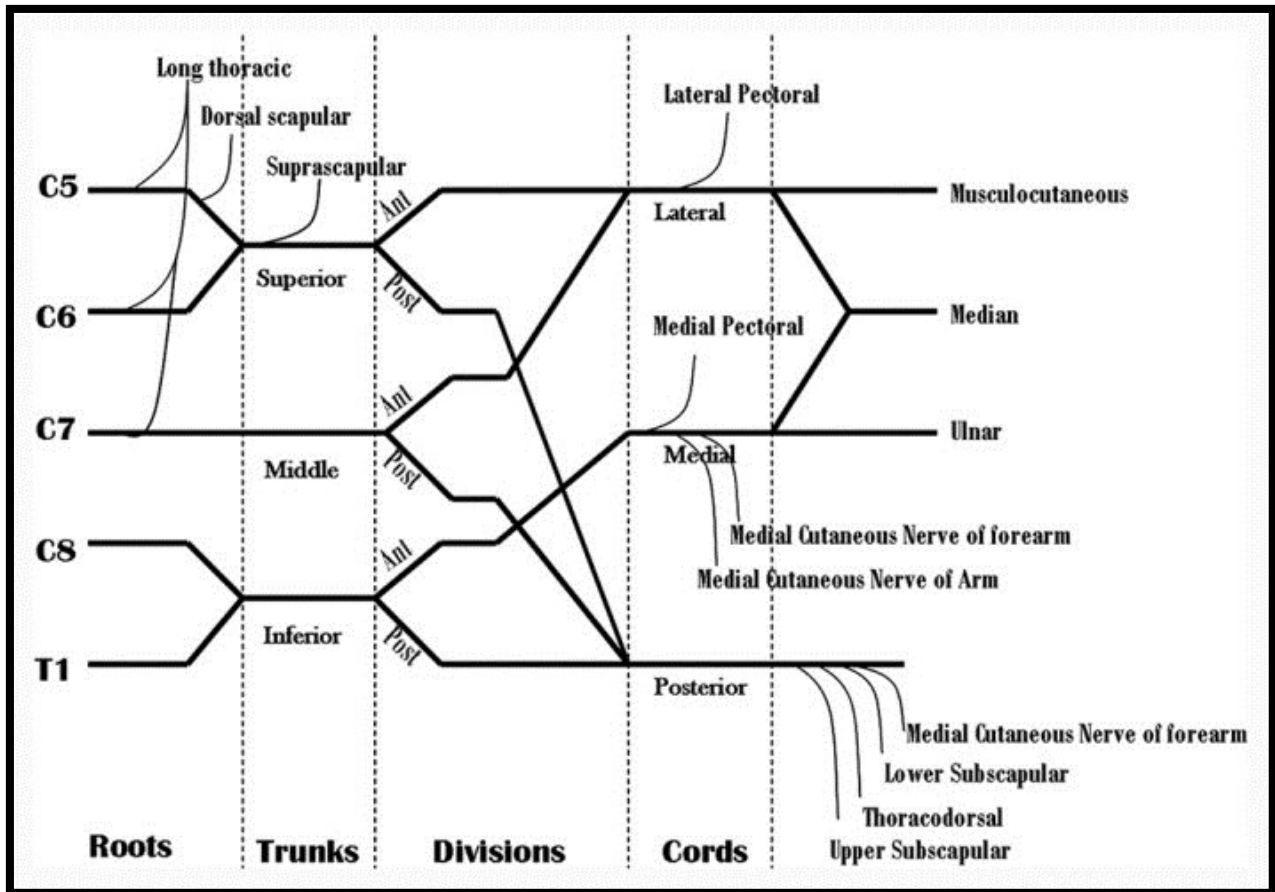 Long thoracic
Dorsal scapular
Suprascapular
Lateral Pectoral
C5
Ant
Lateral
Musculocutaneous
Superior
Post
C6
Medial Pectoral
Median
Ant
C7
Middle
Post
Medial
Ulnar
C8
Ant
Medial Cutaneous Nerve of forearm
Medial Cutaneous Nerve of Arm
Inferior
Post
T1
Posterior
Medial Cutaneous Nerve of forearm
Lower Subscapular
Thoracodorsal
Upper Subscapular
Roots
Trunks
Divisions
Cords